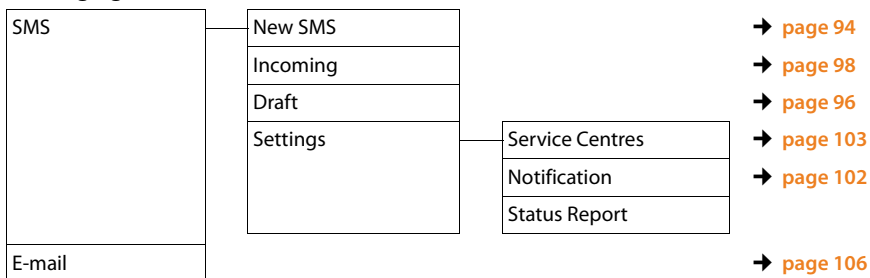 SMS New SMS → page 94
Incoming → page 98
Draft → page 96
Settings Service Centres → page 103
Notification → page 102
Status Report
E-mail → page 106